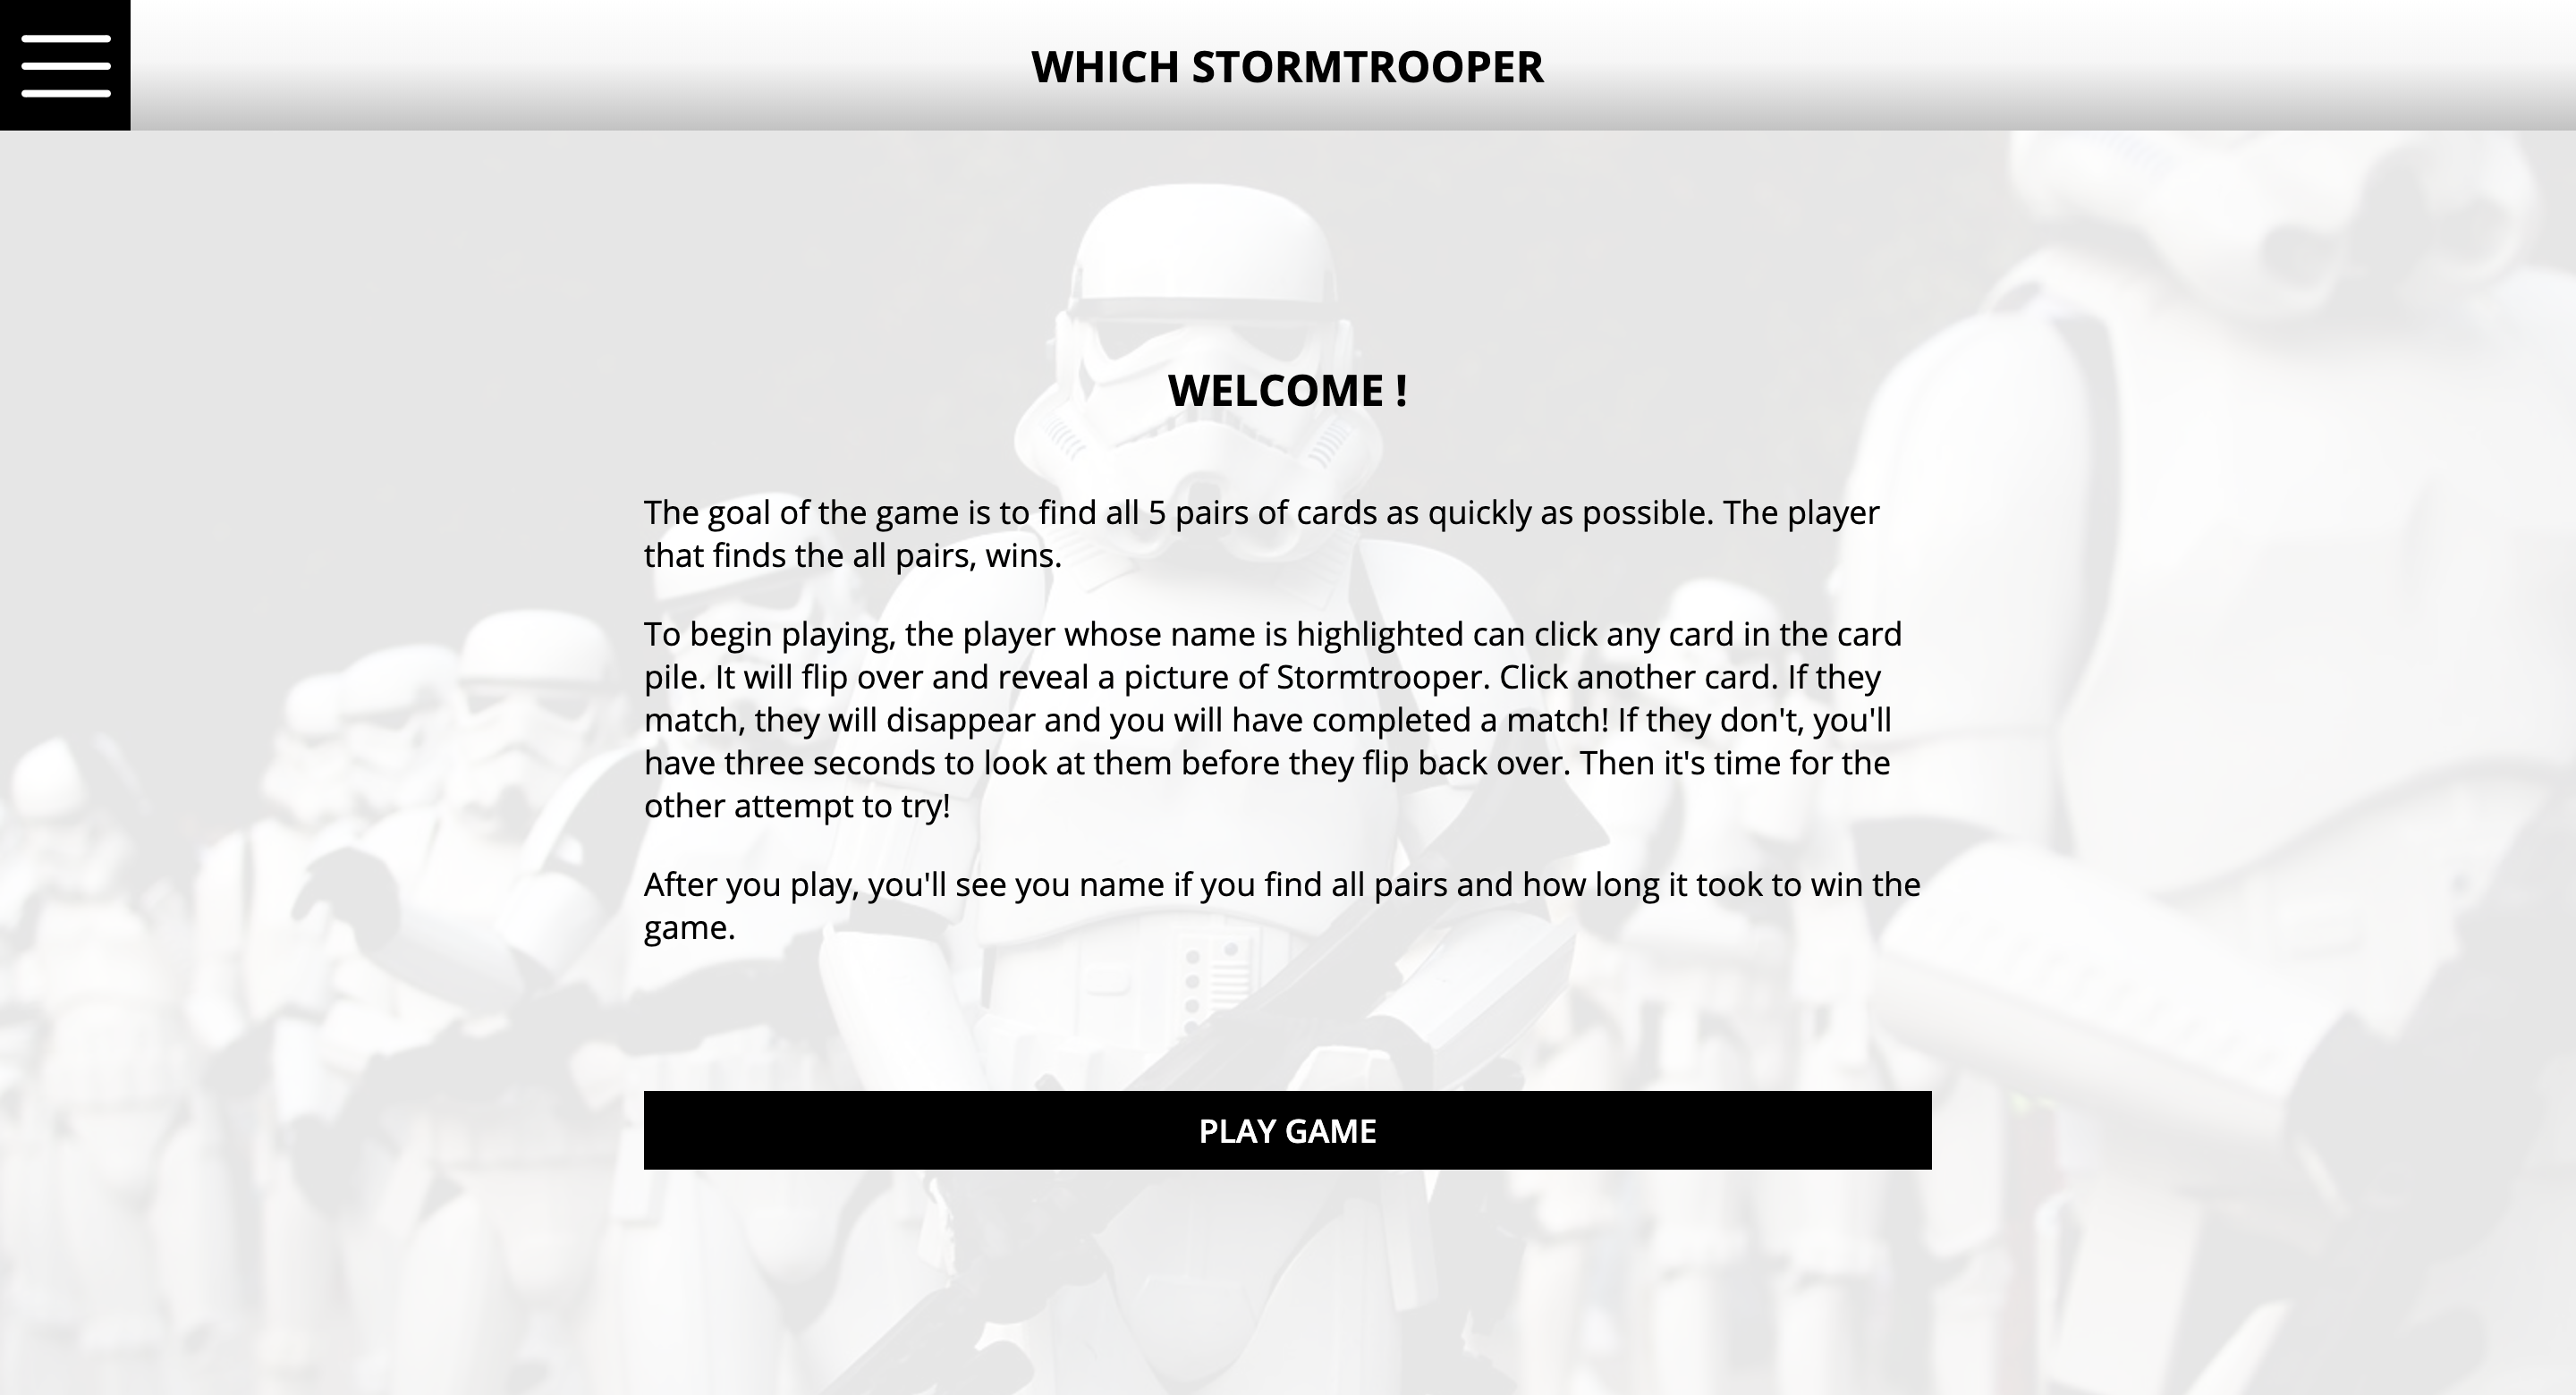 WHICH STORMTROOPER
WELCOME !
The goal of the game is to find all 5 pairs of cards as quickly as possible. The player
that finds the all pairs, wins.
To begin playing, the player whose name is highlighted can click any card in the card
pile. It will flip over and reveal a picture of Stormtrooper. Click another card. If they
match, they will disappear and you will have completed a match! If they don't, you'll
have three seconds to look at them before they flip back over. Then it's time for the
other attempt to try!
After you play, you'll see you name if you find all pairs and how long it took to win the
game.
PLAY GAME